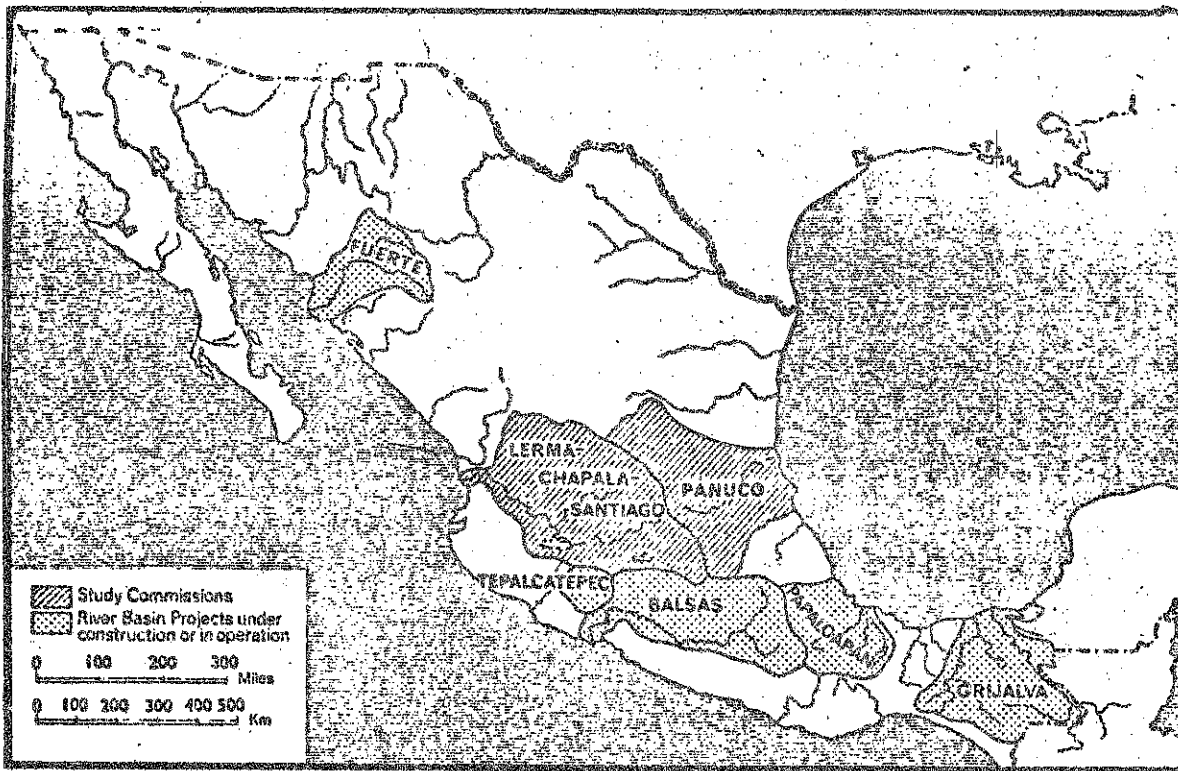 FUERTE
LERMA-
CHAPALA-
SANTIAGO
PANUCO
TEPALCATEPEC
BALSAS
PAPALOAPAN
GRIJALVA
Study Commissions
River Basin Projects under
construction or in operation
0 100 200 300
Miles
0 100 200 300 400 500
Km